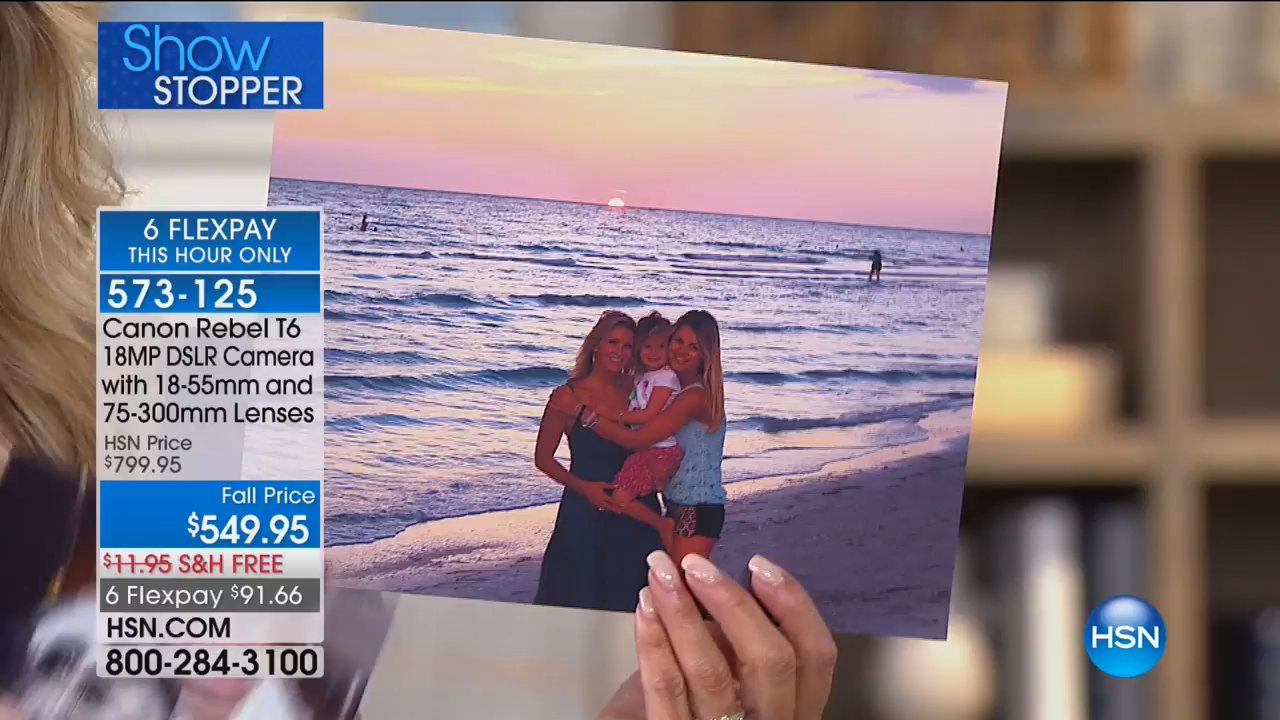 Show
STOPPER
6 FLEXPAY
THIS HOUR ONLY
573-125
Canon Rebel T6
18MP DSLR Camera
with 18-55mm and
75-300mm Lenses
HSN Price
$799.95
Fall Price
$549.95
$11.95 S&H FREE
6 Flexpay $91.66
HSN.COM
800-284-3100
HSN